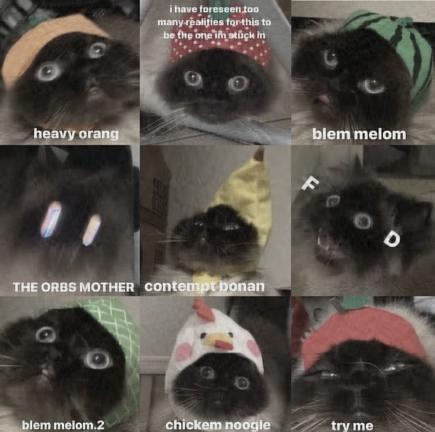 i have foreseen too
many realities for this to
be the one im stuck in
heavy orang
blem melom
THE ORBS MOTHER
contempt bonan
F
D
blem melom.2
chickem noogle
try me